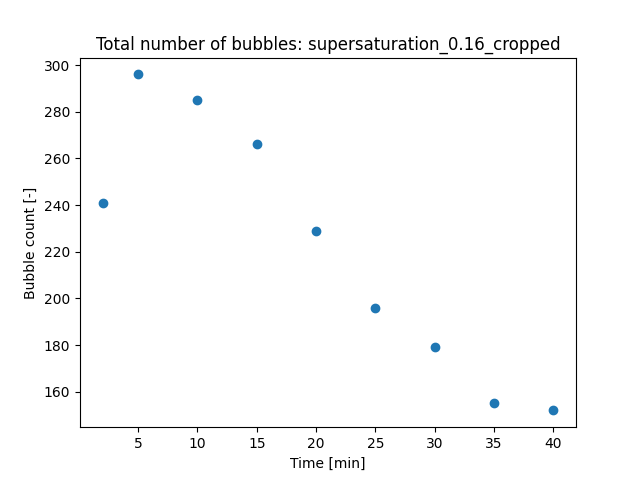 Total number of bubbles: supersaturation_0.16_cropped
300
280
260
240
220
200
180
160
Bubble count [-]
5 10 15 20 25 30 35 40
Time [min]